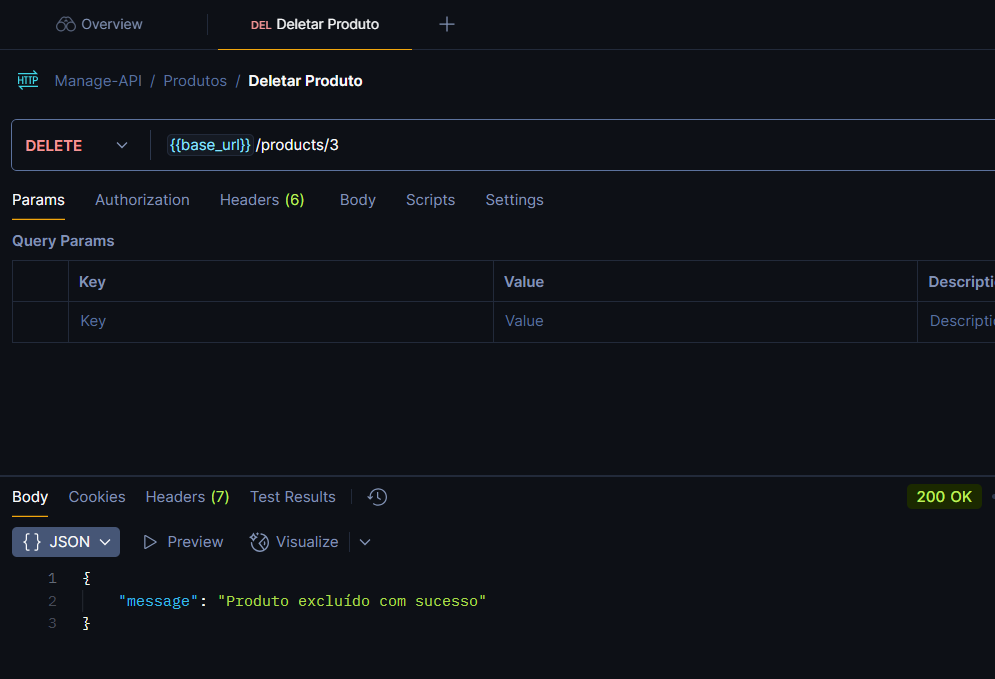 Overview DEL Deletar Produto
HTTP Manage-API / Produtos / Deletar Produto
DELETE {{base_url}}/products/3
Params Authorization Headers (6) Body Scripts Settings
Query Params
Key Value Descripti
Key Value Descriptio
Body Cookies Headers (7) Test Results 200 OK
{} JSON Preview Visualize
1 {
2 "message": "Produto excluído com sucesso"
3 }